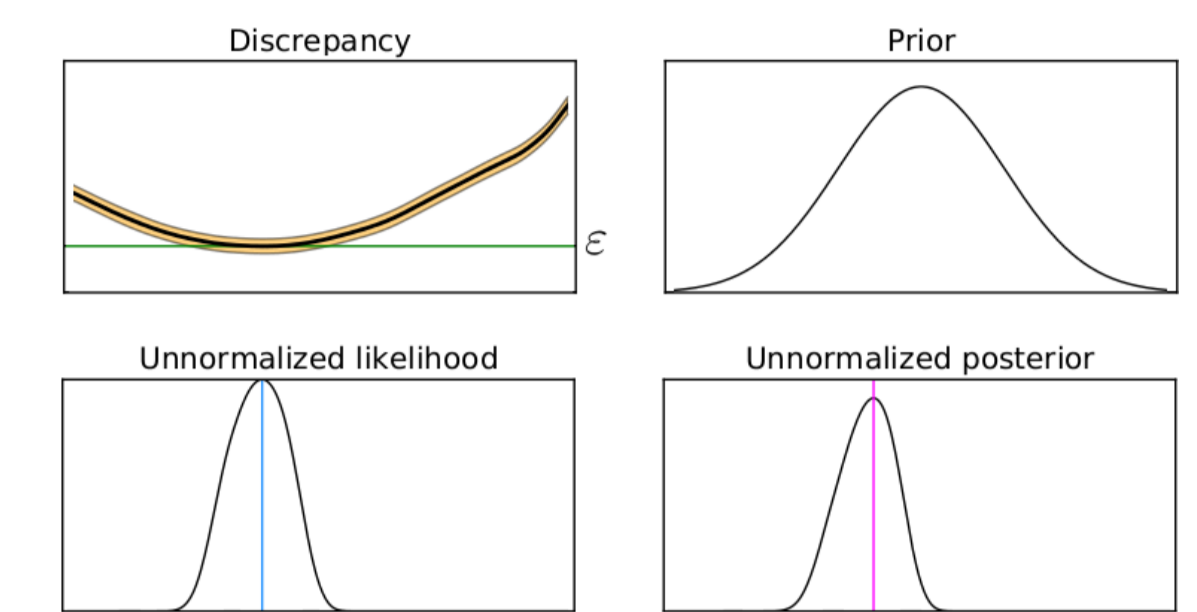 Discrepancy
Prior
ε
Unnormalized likelihood
Unnormalized posterior